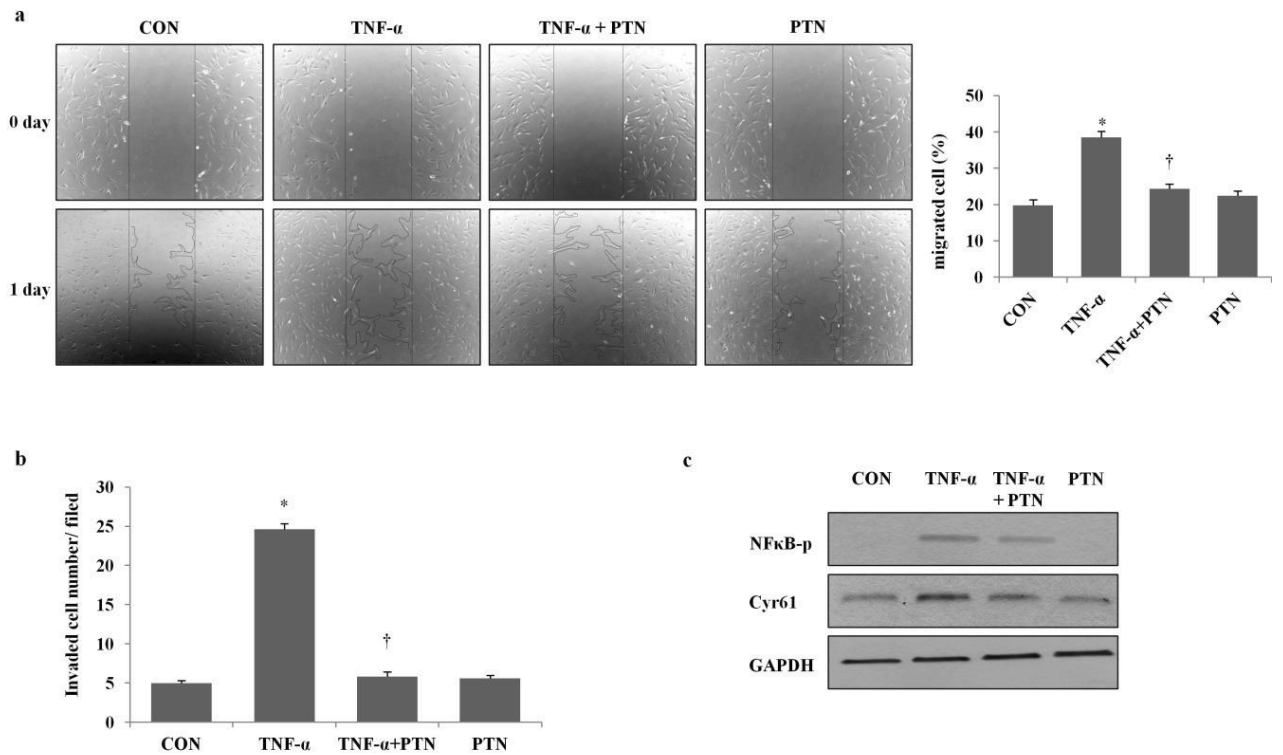 a
CON TNF-α TNF-α + PTN PTN
0 day
1 day
migrated cell (%)
50
40
30
20
10
0
*
†
CON TNF-α TNF-α+PTN PTN
b
Invaded cell number/ filed
30
25
20
15
10
5
0
*
†
CON TNF-α TNF-α+PTN PTN
c
CON TNF-α TNF-α + PTN PTN
NFκB-p
Cyr61
GAPDH